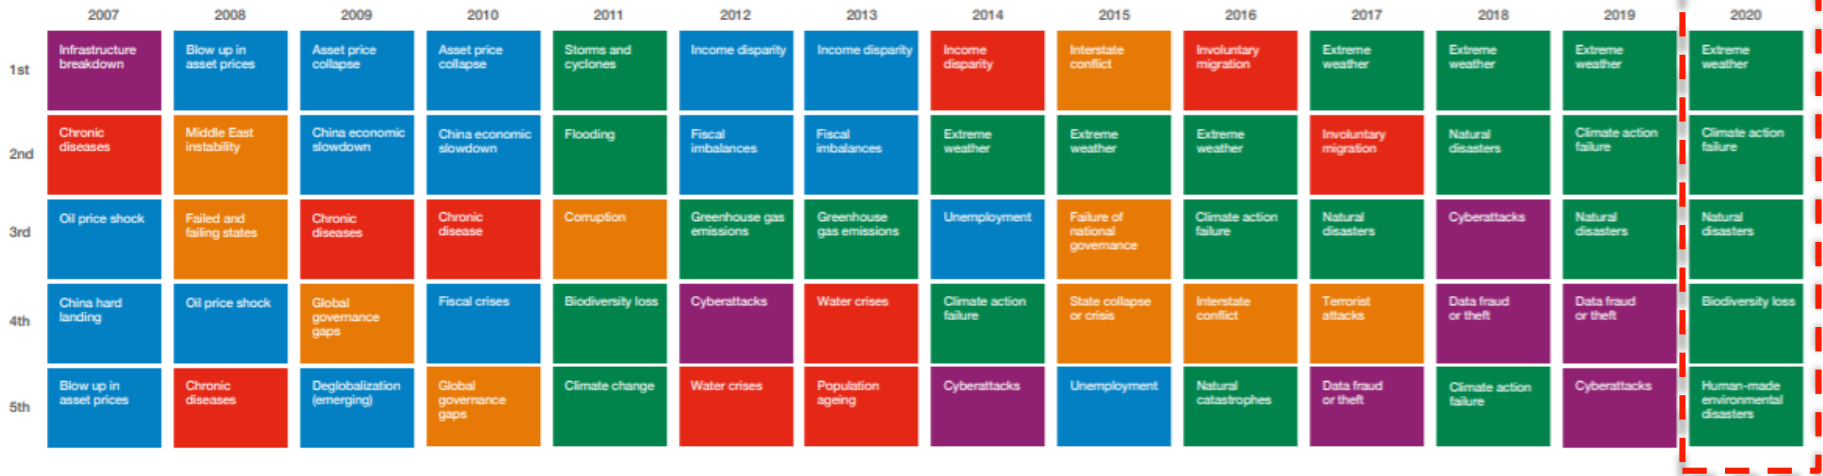 2007 2008 2009 2010 2011 2012 2013 2014 2015 2016 2017 2018 2019 2020
1st
Infrastructure
breakdown
Blow up in
asset prices
Asset price
collapse
Asset price
collapse
Storms and
cyclones
Income disparity
Income disparity
Income
disparity
Interstate
conflict
Involuntary
migration
Extreme
weather
Extreme
weather
Extreme
weather
Extreme
weather
2nd
Chronic
diseases
Middle East
instability
China economic
slowdown
China economic
slowdown
Flooding
Fiscal
imbalances
Fiscal
imbalances
Extreme
weather
Extreme
weather
Extreme
weather
Involuntary
migration
Natural
disasters
Climate action
failure
Climate action
failure
3rd
Oil price shock
Failed and
failing states
Chronic
diseases
Chronic
disease
Corruption
Greenhouse gas
emissions
Greenhouse
gas emissions
Unemployment
Failure of
national
governance
Climate action
failure
Natural
disasters
Cyberattacks
Natural
disasters
Natural
disasters
4th
China hard
landing
Oil price shock
Global
governance
gaps
Fiscal crises
Biodiversity loss
Cyberattacks
Water crises
Climate action
failure
State collapse
or crisis
Interstate
conflict
Terrorist
attacks
Data fraud
or theft
Data fraud
or theft
Biodiversity loss
5th
Blow up in
asset prices
Chronic
diseases
Deglobalization
(emerging)
Global
governance
gaps
Climate change
Water crises
Population
ageing
Cyberattacks
Unemployment
Natural
catastrophes
Data fraud
or theft
Climate action
failure
Cyberattacks
Human-made
environmental
disasters